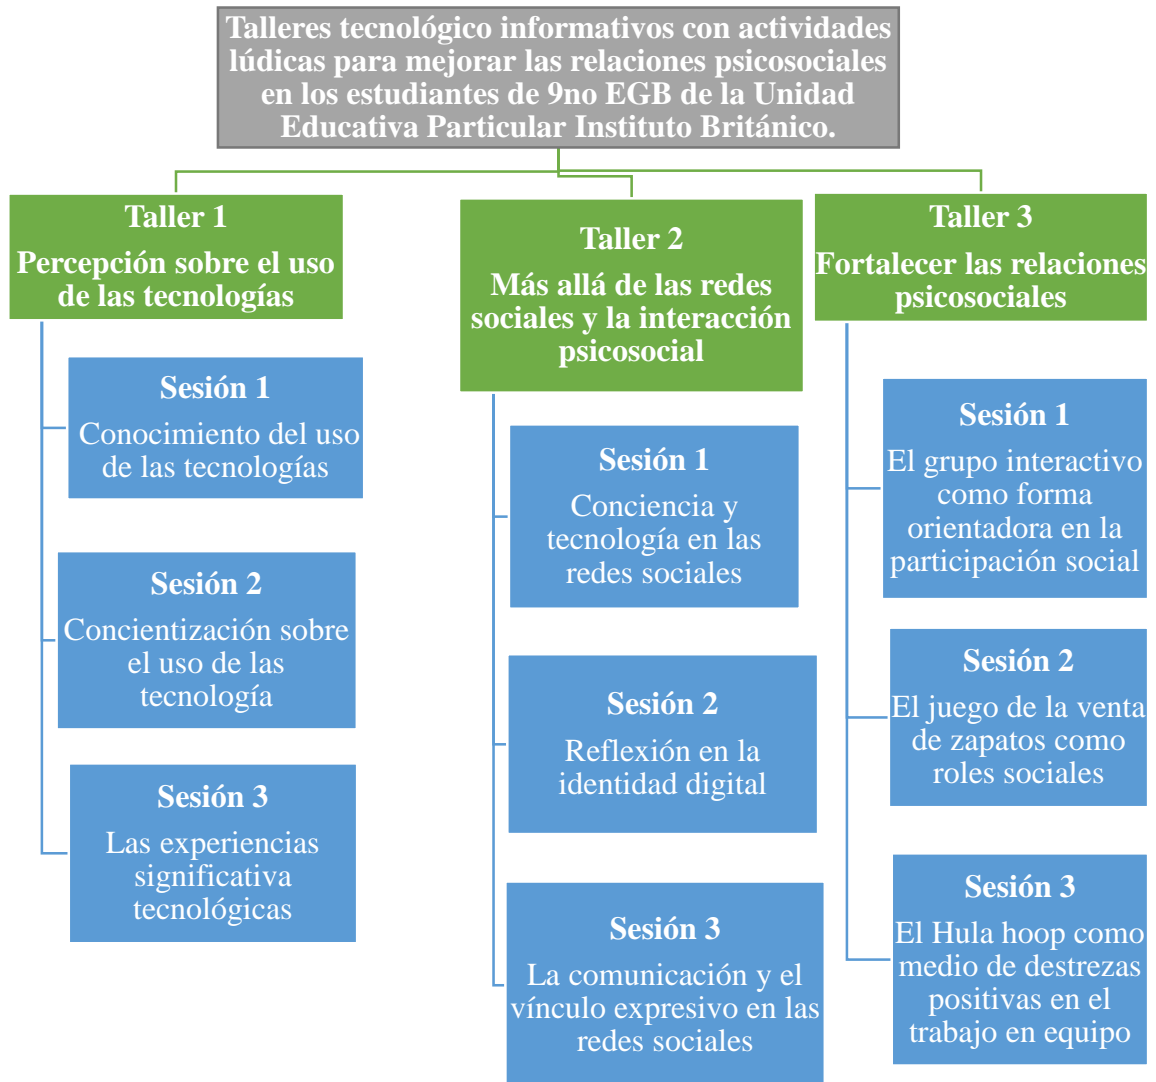 Talleres tecnológico informativos con actividades
lúdicas para mejorar las relaciones psicosociales
en los estudiantes de 9no EGB de la Unidad
Educativa Particular Instituto Británico.
Taller 1
Percepción sobre el uso
de las tecnologías
Sesión 1
Conocimiento del uso
de las tecnologías
Sesión 2
Concientización sobre
el uso de las
tecnología
Sesión 3
Las experiencias
significativa
tecnológicas
Taller 2
Más allá de las redes
sociales y la interacción
psicosocial
Sesión 1
Conciencia y
tecnología en las
redes sociales
Sesión 2
Reflexión en la
identidad digital
Sesión 3
La comunicación y el
vínculo expresivo en las
redes sociales
Taller 3
Fortalecer las relaciones
psicosociales
Sesión 1
El grupo interactivo
como forma
orientadora en la
participación social
Sesión 2
El juego de la venta
de zapatos como
roles sociales
Sesión 3
El Hula hoop como
medio de destrezas
positivas en el
trabajo en equipo